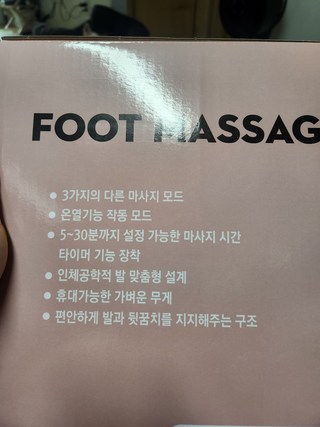 FOOT MASSAG
• 3가지의 다른 마사지 모드
• 온열기능 작동 모드
• 5~30분까지 설정 가능한 마사지 시간
타이머 기능 장착
• 인체공학적 발 맞춤형 설계
• 휴대가능한 가벼운 무게
• 편안하게 발과 뒷꿈치를 지지해주는 구조